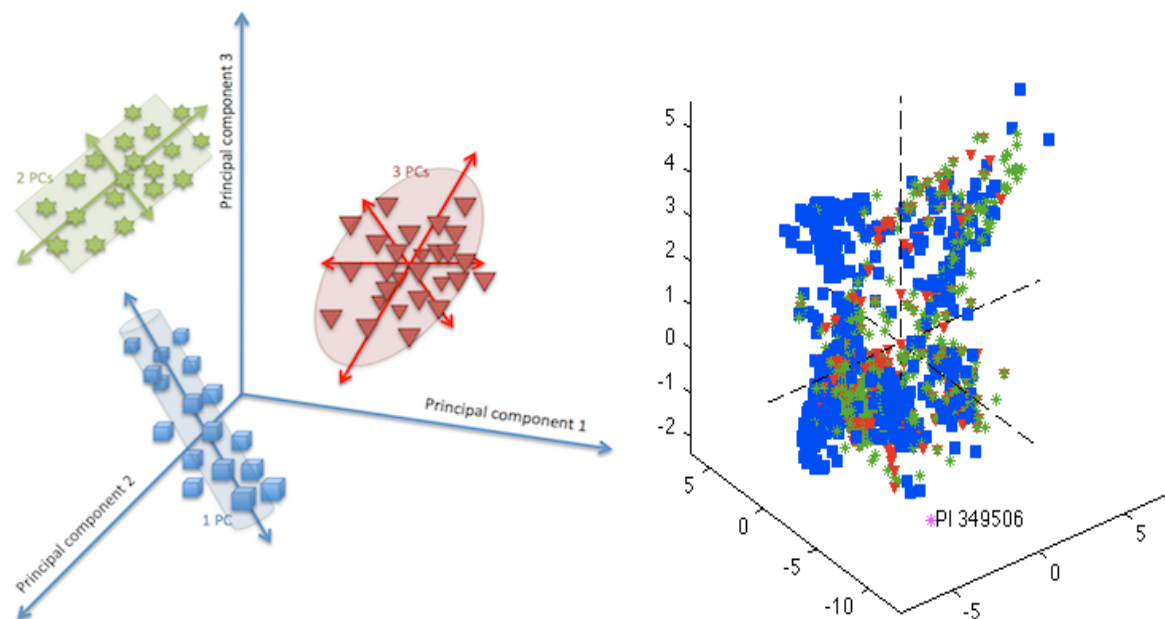 Principal component 3
2 PCs
3 PCs
Principal component 1
Principal component 2
1 PC
5
4
3
2
1
0
-1
-2
5
0
-5
-10
PI 349506
-5
0
5